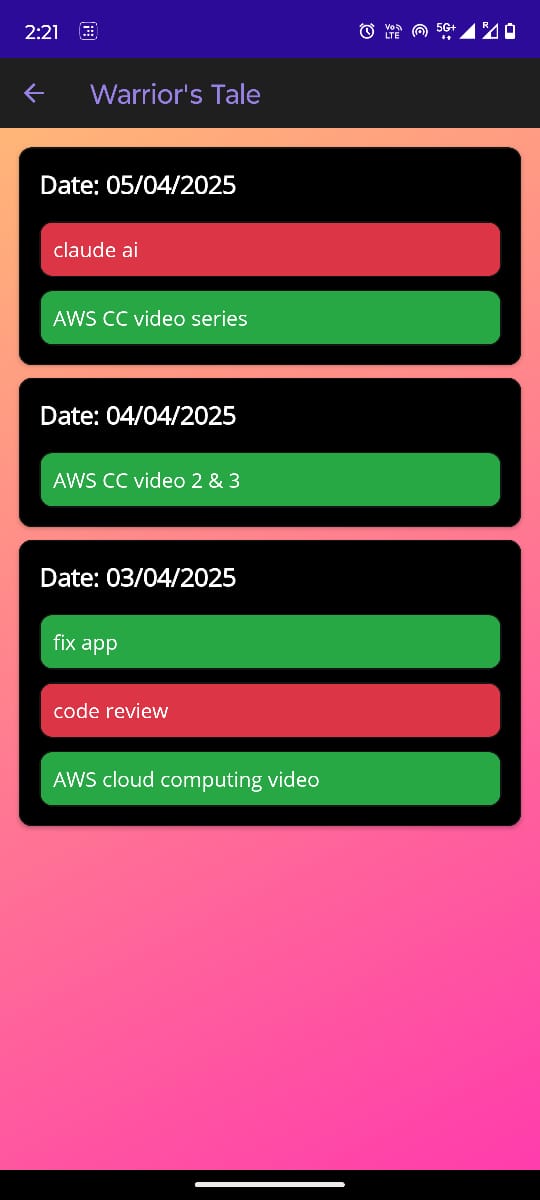 2:21
Vo LTE 5G+ R
Warrior's Tale
Date: 05/04/2025
claude ai
AWS CC video series
Date: 04/04/2025
AWS CC video 2 & 3
Date: 03/04/2025
fix app
code review
AWS cloud computing video